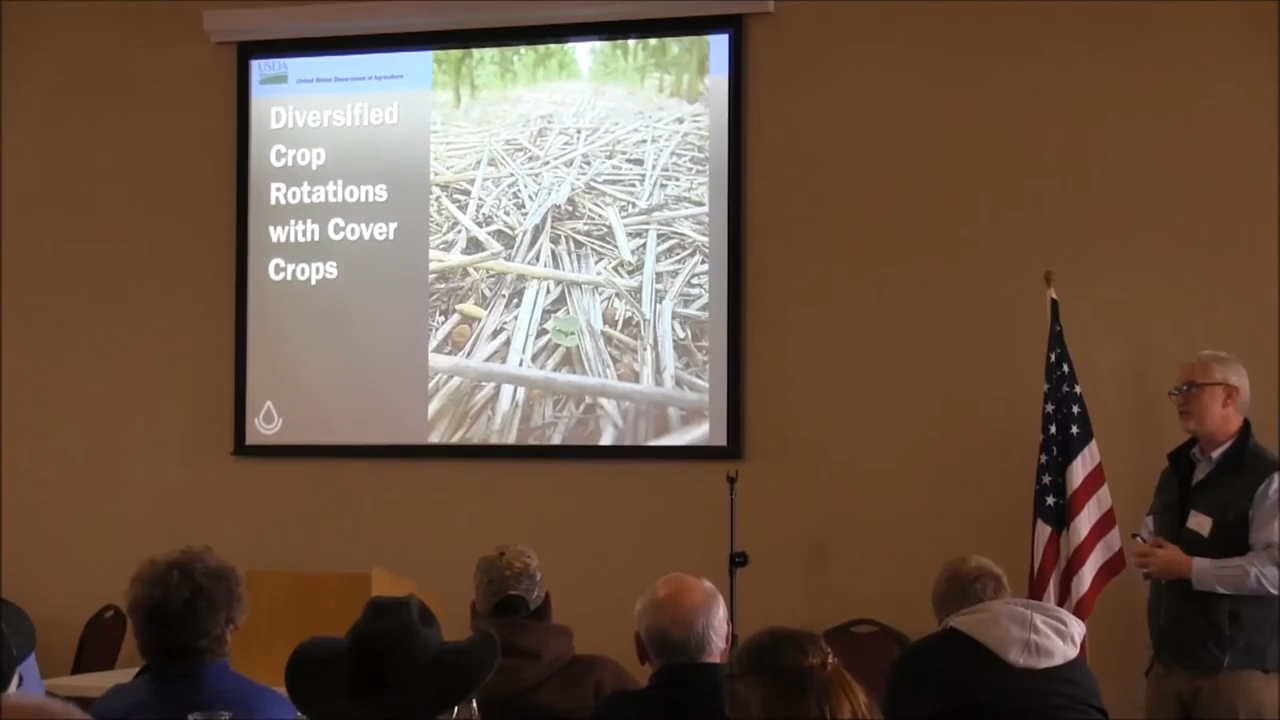 USDA
United States Department of Agriculture
Diversified
Crop
Rotations
with Cover
Crops